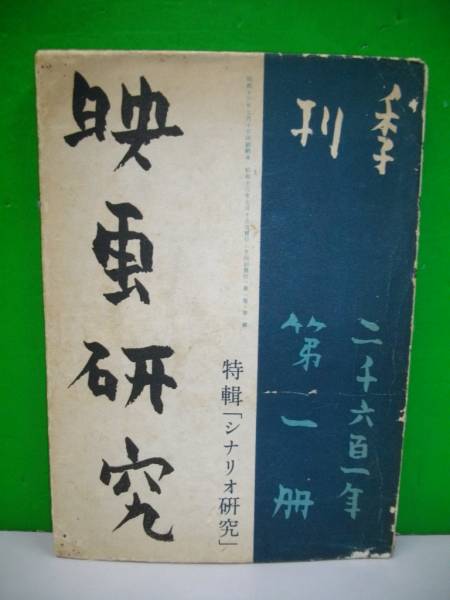 季刊
二千六百一年
第一册
特輯「シナリオ研究」
映画研究